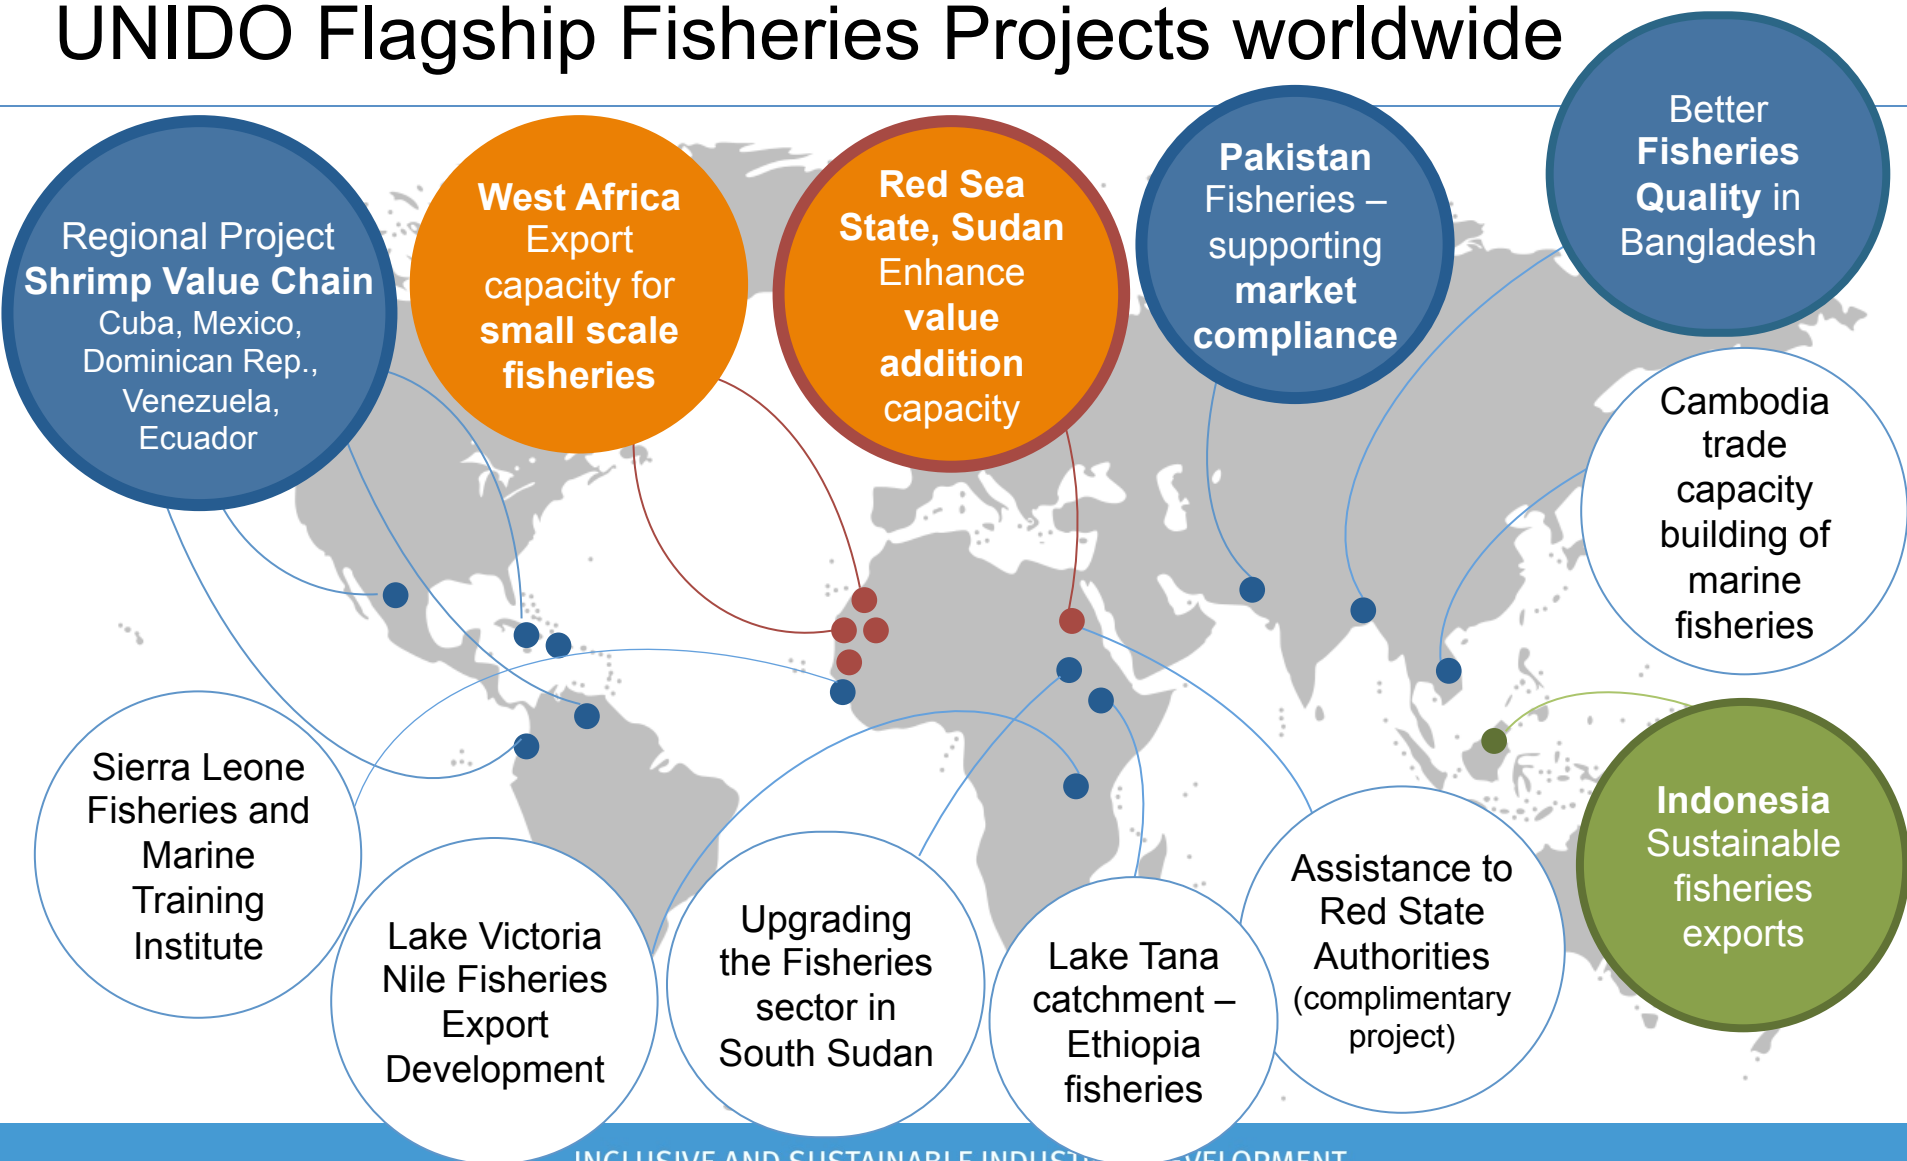 UNIDO Flagship Fisheries Projects worldwide
Regional Project
Shrimp Value Chain
Cuba, Mexico,
Dominican Rep.,
Venezuela,
Ecuador
West Africa
Export
capacity for
small scale
fisheries
Red Sea
State, Sudan
Enhance
value
addition
capacity
Pakistan
Fisheries –
supporting
market
compliance
Better
Fisheries
Quality in
Bangladesh
Cambodia
trade
capacity
building of
marine
fisheries
Sierra Leone
Fisheries and
Marine
Training
Institute
Lake Victoria
Nile Fisheries
Export
Development
Upgrading
the Fisheries
sector in
South Sudan
Lake Tana
catchment –
Ethiopia
fisheries
Assistance to
Red State
Authorities
(complimentary
project)
Indonesia
Sustainable
fisheries
exports
INCLUSIVE AND SUSTAINABLE